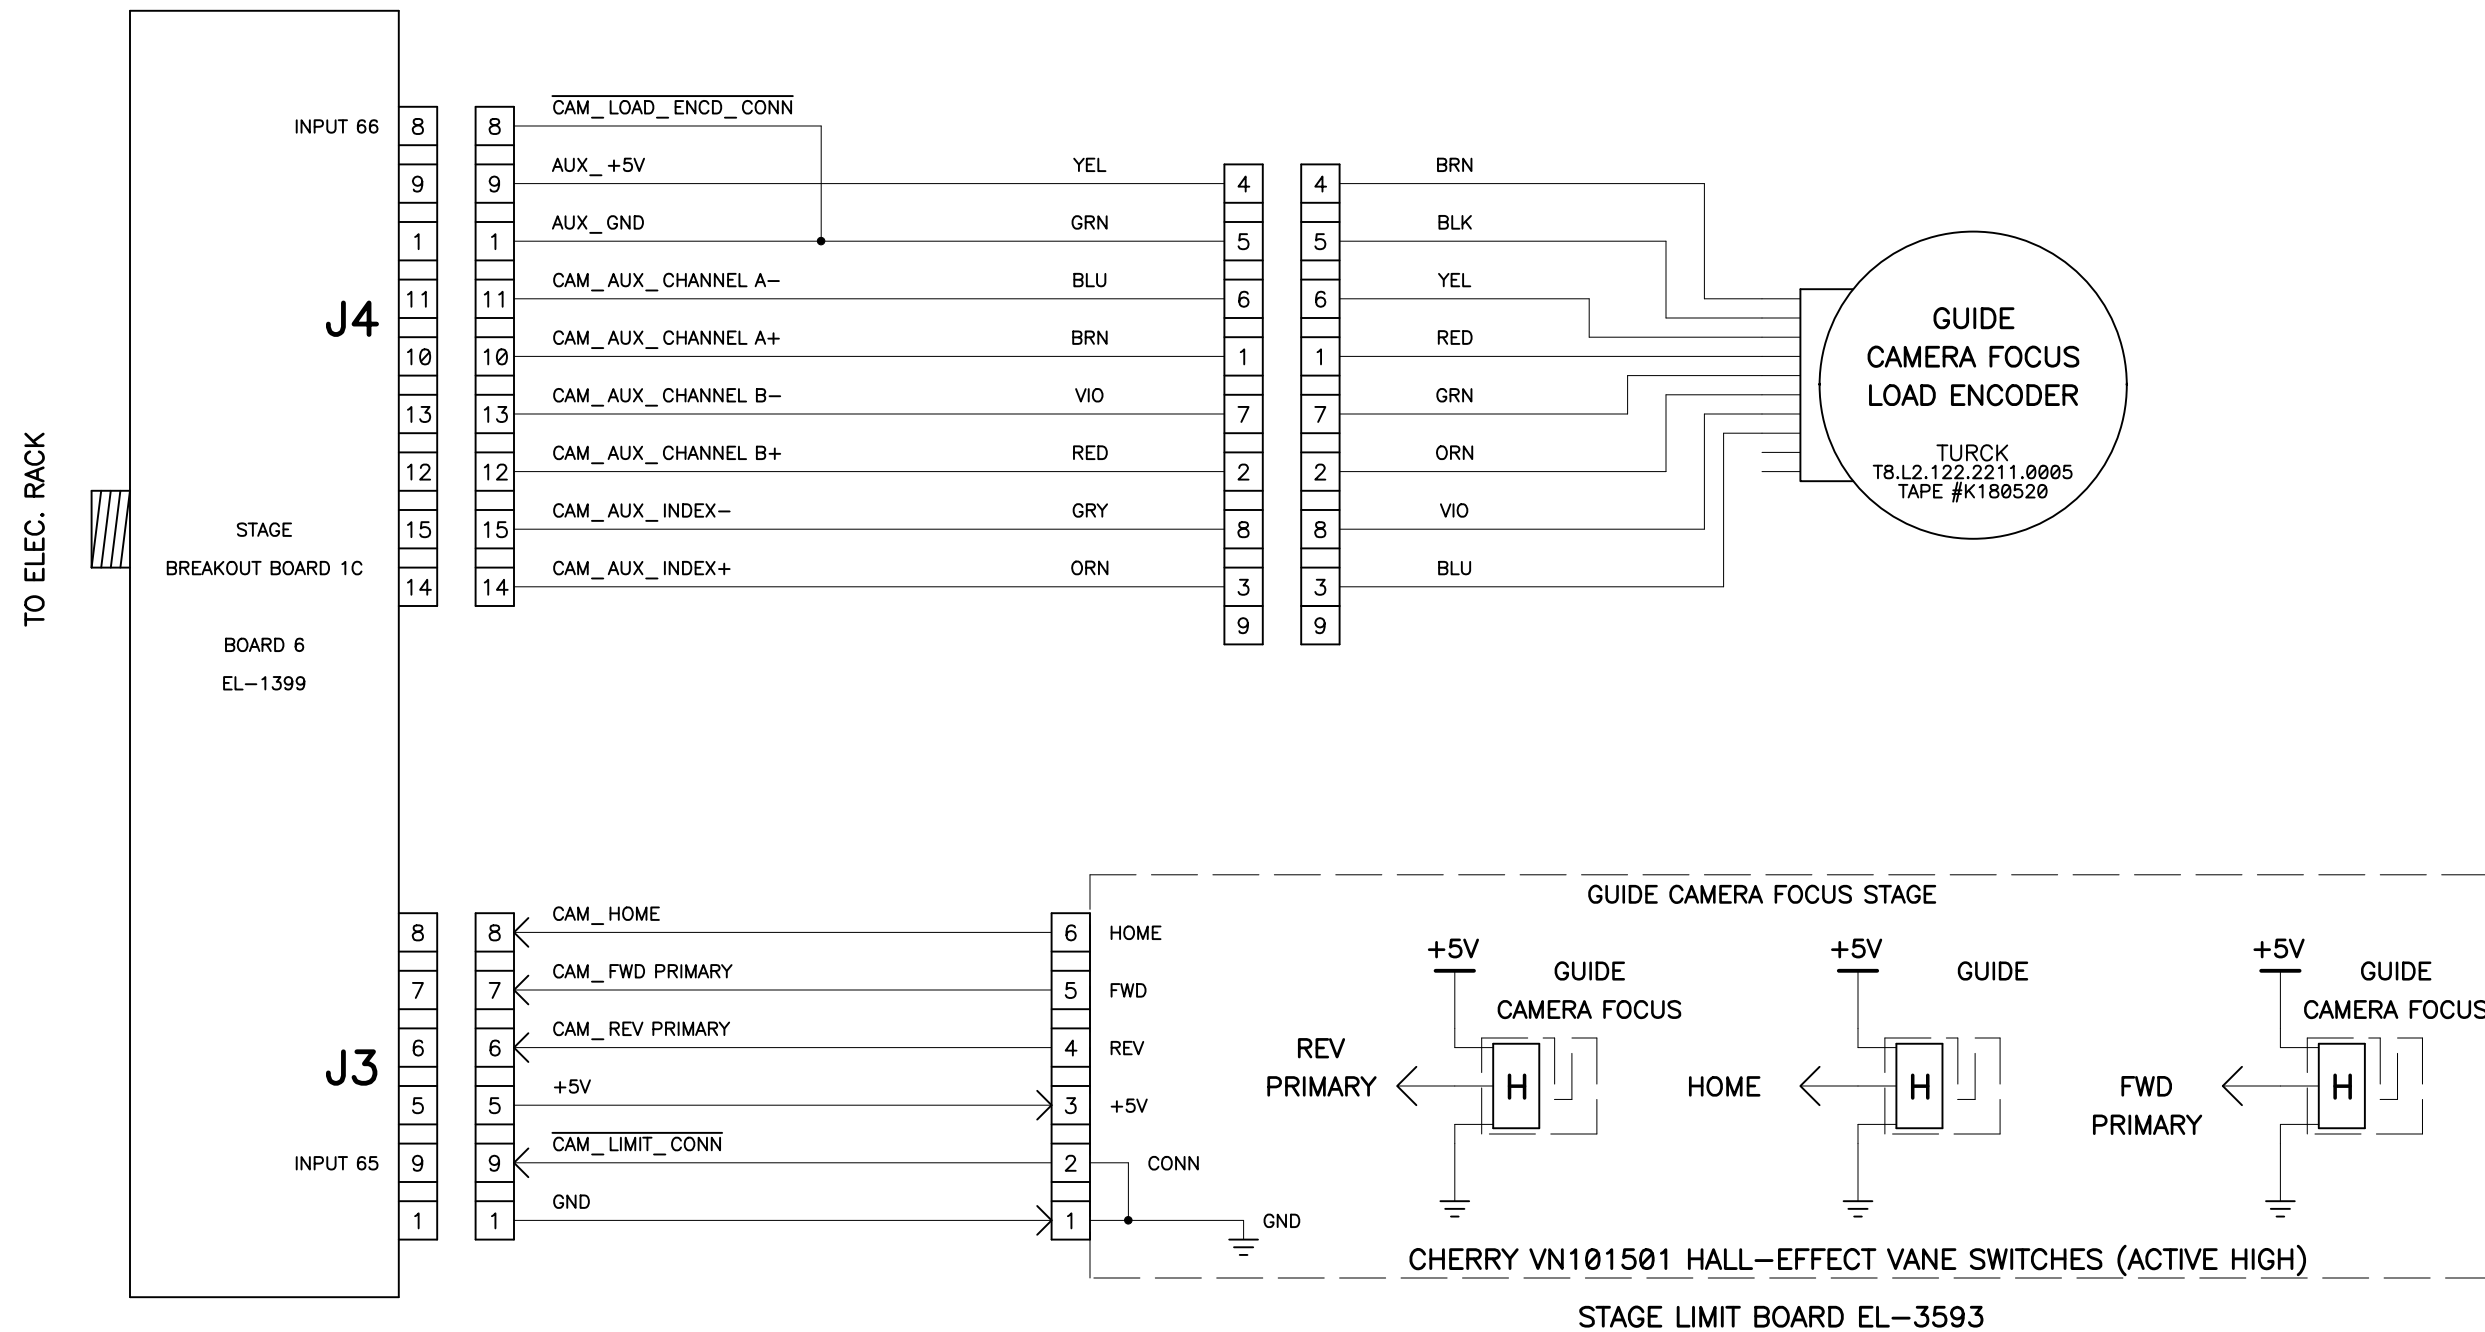 TO ELEC. RACK
STAGE
BREAKOUT BOARD 1C
BOARD 6
EL-1399
J4
INPUT 66 8 8 CAM_LOAD_ENCD_CONN
9 9 AUX_+5V YEL 4 4 BRN
1 1 AUX_GND GRN 5 5 BLK
11 11 CAM_AUX_CHANNEL A- BLU 6 6 YEL
10 10 CAM_AUX_CHANNEL A+ BRN 1 1 RED
13 13 CAM_AUX_CHANNEL B- VIO 7 7 GRN
12 12 CAM_AUX_CHANNEL B+ RED 2 2 ORN
15 15 CAM_AUX_INDEX- GRY 8 8 VIO
14 14 CAM_AUX_INDEX+ ORN 3 3 BLU
9 9
GUIDE
CAMERA FOCUS
LOAD ENCODER
TURCK
T8.L2.122.2211.0005
TAPE #K180520
J3
8 8 CAM_HOME 6 HOME
7 7 CAM_FWD PRIMARY 5 FWD
6 6 CAM_REV PRIMARY 4 REV
5 5 +5V 3 +5V
INPUT 65 9 9 CAM_LIMIT_CONN 2 CONN
1 1 GND 1 GND
GUIDE CAMERA FOCUS STAGE
+5V
GUIDE
CAMERA FOCUS
REV
PRIMARY
H
+5V
GUIDE
HOME
H
+5V
GUIDE
CAMERA FOCUS
FWD
PRIMARY
H
CHERRY VN101501 HALL-EFFECT VANE SWITCHES (ACTIVE HIGH)
STAGE LIMIT BOARD EL-3593